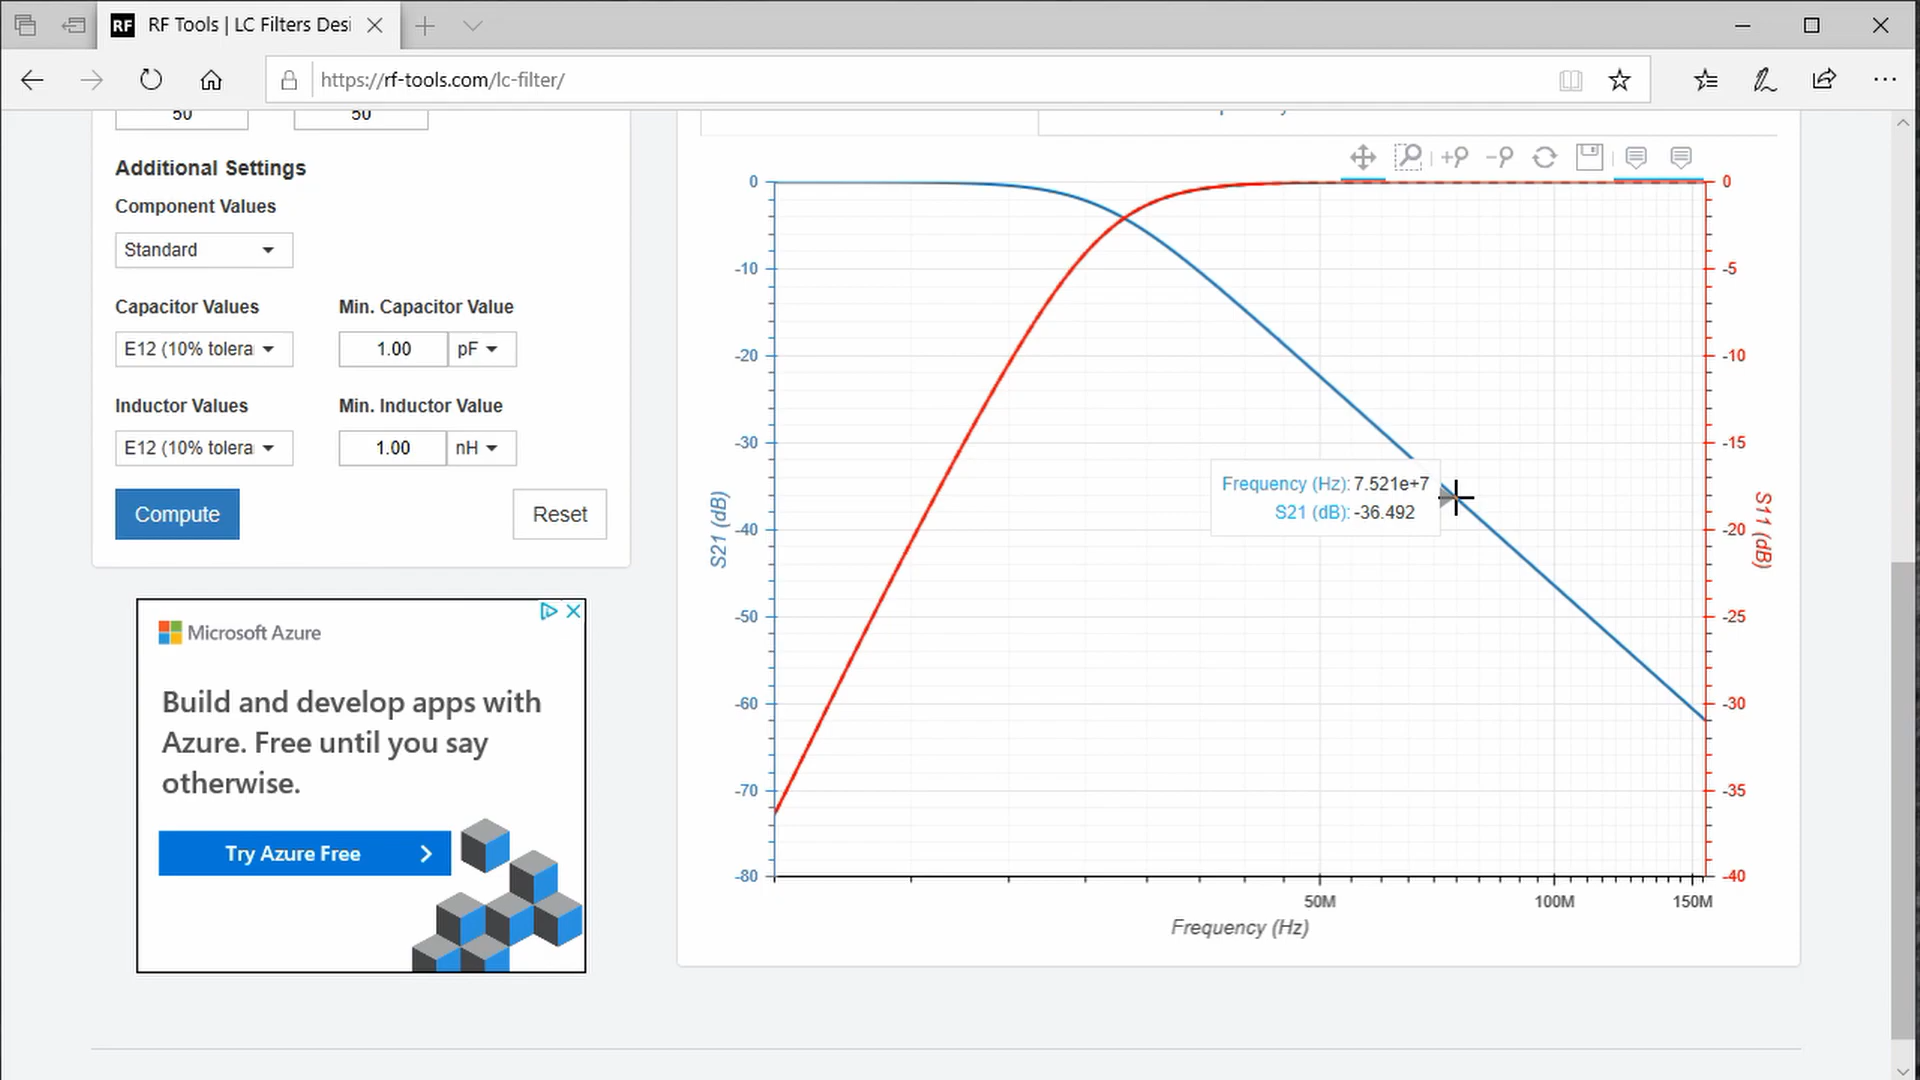 RF RF Tools | LC Filters Desi
https://rf-tools.com/lc-filter/
50 50
Additional Settings
Component Values
Standard
Capacitor Values Min. Capacitor Value
E12 (10% tolera 1.00 pF
Inductor Values Min. Inductor Value
E12 (10% tolera 1.00 nH
Compute Reset
Microsoft Azure
Build and develop apps with
Azure. Free until you say
otherwise.
Try Azure Free
0
-10
-20
-30
-40
-50
-60
-70
-80
S21 (dB)
Frequency (Hz): 7.521e+7
S21 (dB): -36.492
0
-5
-10
-15
-20
-25
-30
-35
-40
S11 (dB)
50M 100M 150M
Frequency (Hz)